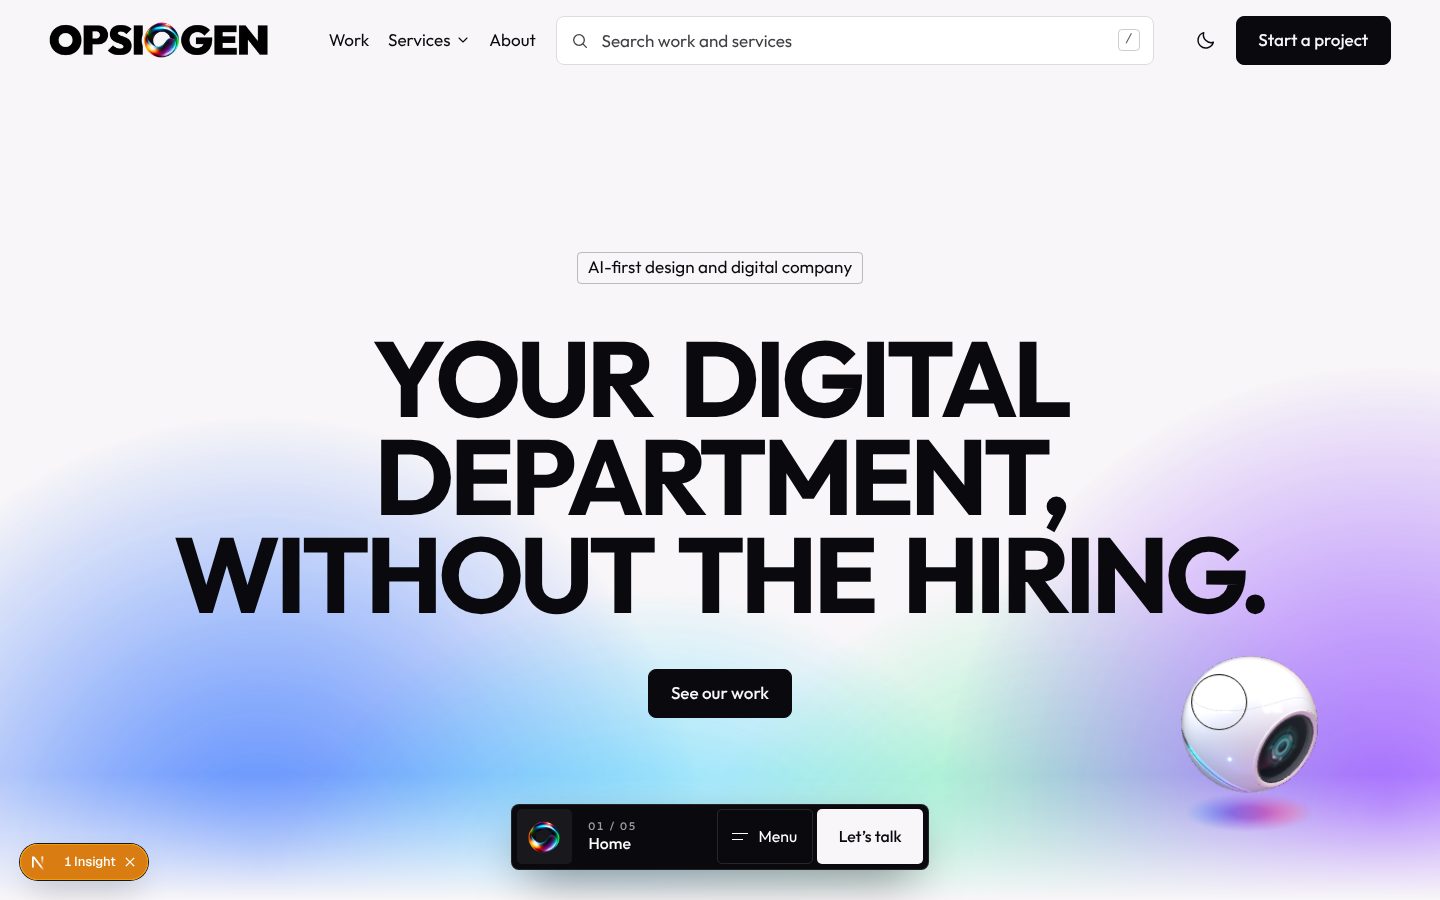 OPSIOGEN
Work
Services
About
Search work and services
/
Start a project
AI-first design and digital company
YOUR DIGITAL
DEPARTMENT,
WITHOUT THE HIRING.
See our work
01 / 05
Home
Menu
Let’s talk
N
1 Insight